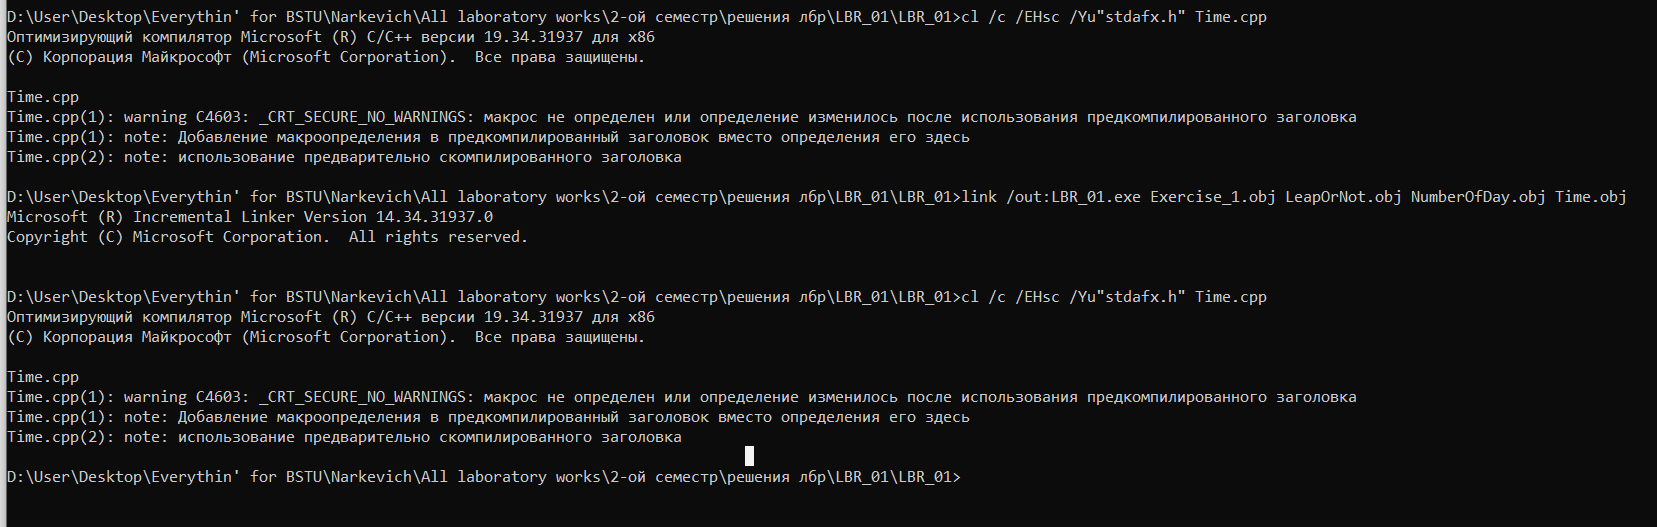 D:\User\Desktop\Everythin' for BSTU\Narkevich\All laboratory works\2-ой семестр\решения лбр\LBR_01\LBR_01>cl /c /EHsc /Yu"stdafx.h" Time.cpp
Оптимизирующий компилятор Microsoft (R) C/C++ версии 19.34.31937 для x86
(C) Корпорация Майкрософт (Microsoft Corporation).  Все права защищены.
Time.cpp
Time.cpp(1): warning C4603: _CRT_SECURE_NO_WARNINGS: макрос не определен или определение изменилось после использования предкомпилированного заголовка
Time.cpp(1): note: Добавление макроопределения в предкомпилированный заголовок вместо определения его здесь
Time.cpp(2): note: использование предварительно скомпилированного заголовка
D:\User\Desktop\Everythin' for BSTU\Narkevich\All laboratory works\2-ой семестр\решения лбр\LBR_01\LBR_01>link /out:LBR_01.exe Exercise_1.obj LeapOrNot.obj NumberOfDay.obj Time.obj
Microsoft (R) Incremental Linker Version 14.34.31937.0
Copyright (C) Microsoft Corporation.  All rights reserved.
D:\User\Desktop\Everythin' for BSTU\Narkevich\All laboratory works\2-ой семестр\решения лбр\LBR_01\LBR_01>cl /c /EHsc /Yu"stdafx.h" Time.cpp
Оптимизирующий компилятор Microsoft (R) C/C++ версии 19.34.31937 для x86
(C) Корпорация Майкрософт (Microsoft Corporation).  Все права защищены.
Time.cpp
Time.cpp(1): warning C4603: _CRT_SECURE_NO_WARNINGS: макрос не определен или определение изменилось после использования предкомпилированного заголовка
Time.cpp(1): note: Добавление макроопределения в предкомпилированный заголовок вместо определения его здесь
Time.cpp(2): note: использование предварительно скомпилированного заголовка
D:\User\Desktop\Everythin' for BSTU\Narkevich\All laboratory works\2-ой семестр\решения лбр\LBR_01\LBR_01>